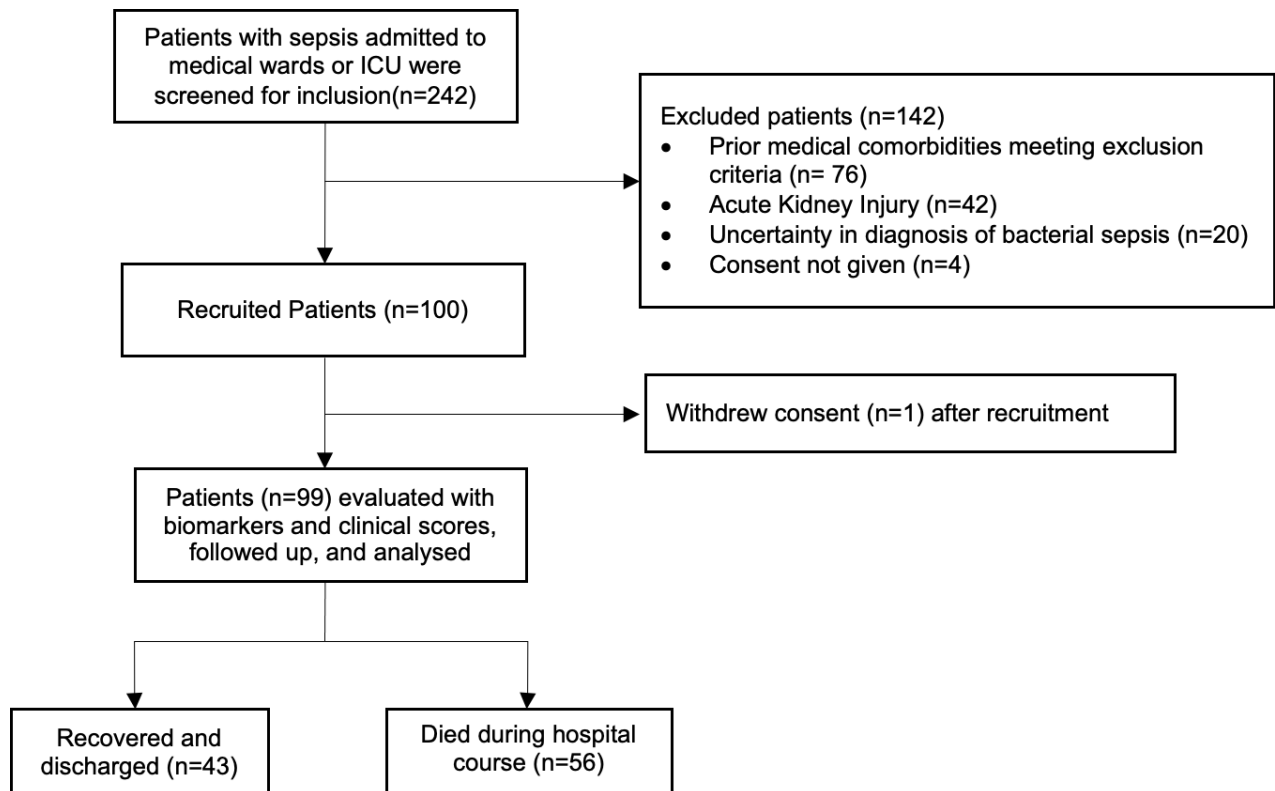 Patients with sepsis admitted to
medical wards or ICU were
screened for inclusion(n=242)
Excluded patients (n=142)
• Prior medical comorbidities meeting exclusion
criteria (n= 76)
• Acute Kidney Injury (n=42)
• Uncertainty in diagnosis of bacterial sepsis (n=20)
• Consent not given (n=4)
Recruited Patients (n=100)
Withdrew consent (n=1) after recruitment
Patients (n=99) evaluated with
biomarkers and clinical scores,
followed up, and analysed
Recovered and
discharged (n=43)
Died during hospital
course (n=56)